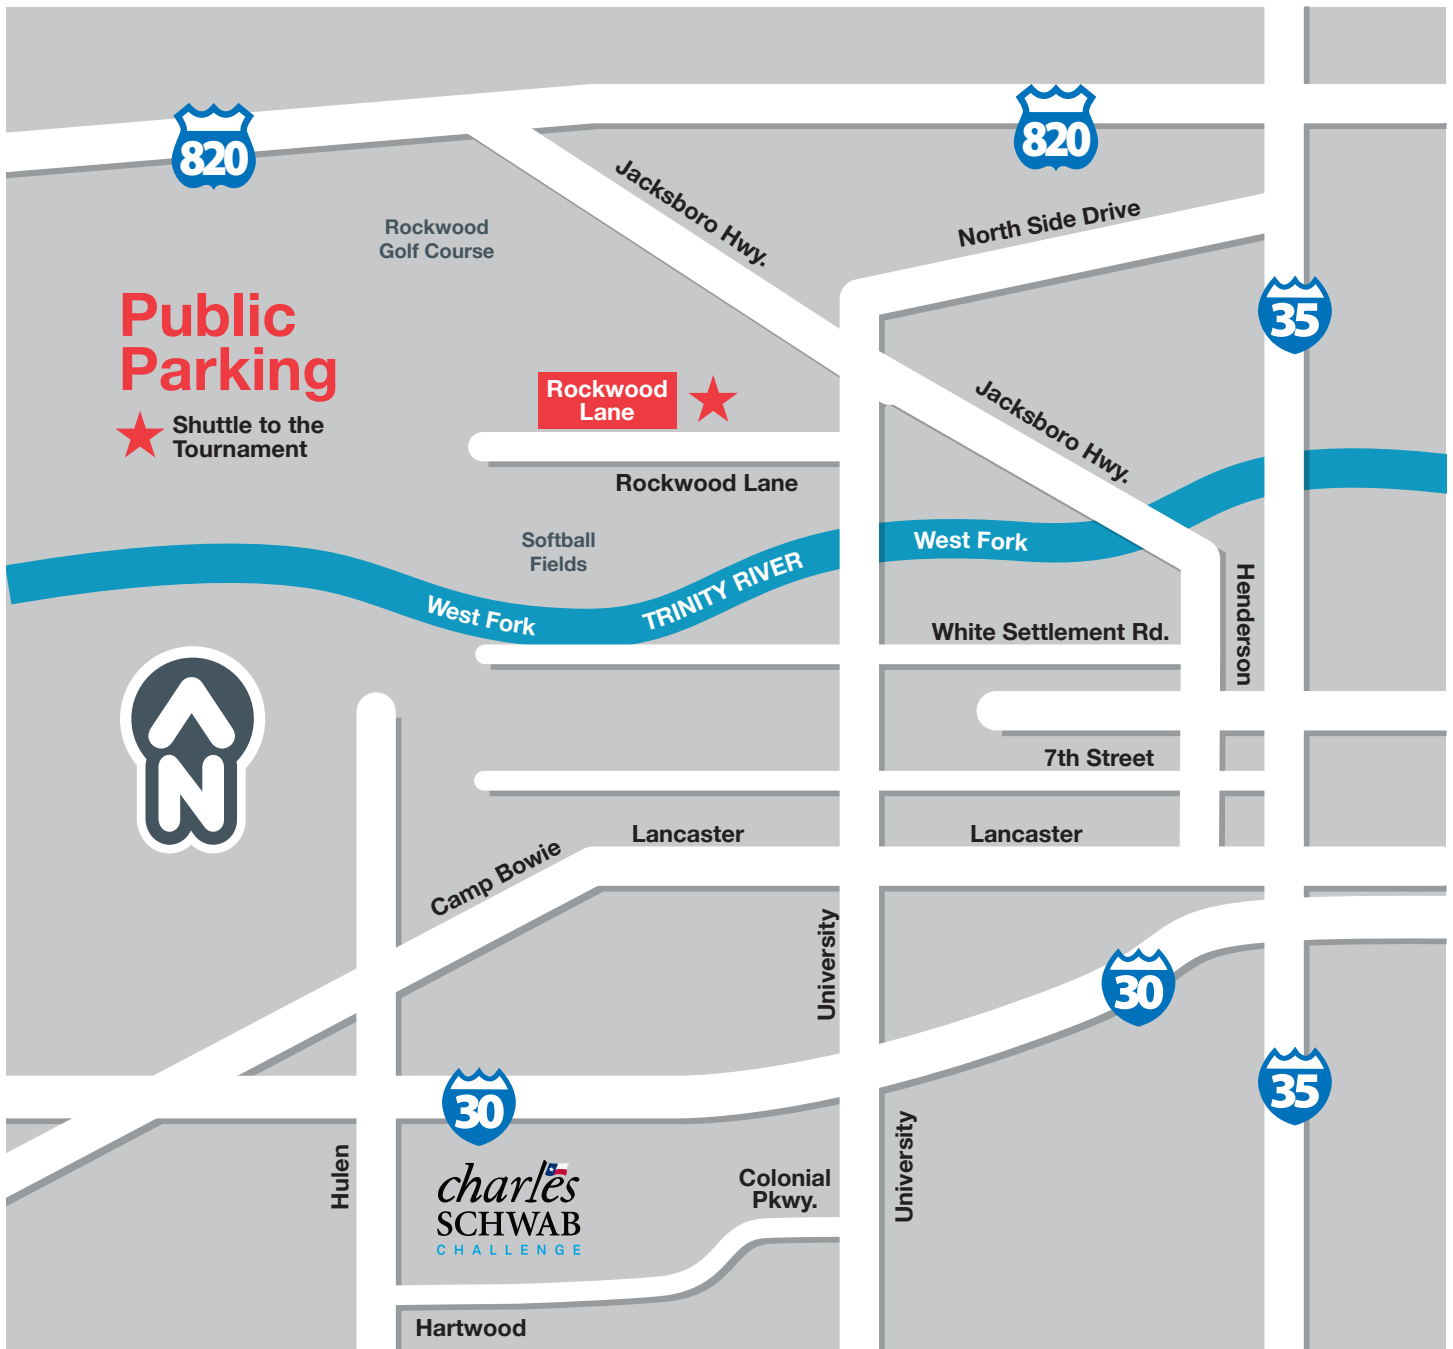 820
820
Jacksboro Hwy.
North Side Drive
Rockwood
Golf Course
Public
Parking
Shuttle to the
Tournament
35
Rockwood
Lane
Jacksboro Hwy.
Rockwood Lane
Softball
Fields
West Fork
TRINITY RIVER
West Fork
White Settlement Rd.
Henderson
N
7th Street
Lancaster
Lancaster
Camp Bowie
University
30
30
35
Hulen
charles
SCHWAB
CHALLENGE
Colonial
Pkwy.
University
Hartwood